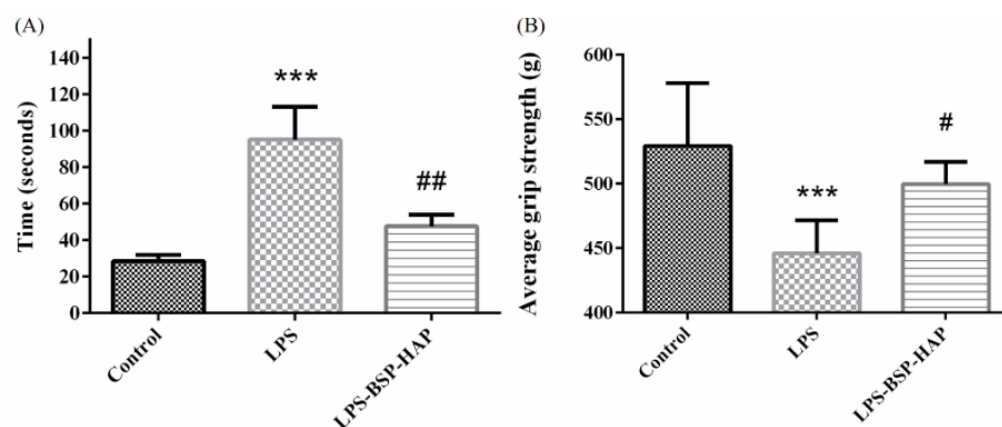 (A)
Time (seconds)
140
120
100
80
60
40
20
0
***
##
Control
LPS
LPS-BSP-HAP
(B)
Average grip strength (g)
600
550
500
450
400
***
#
Control
LPS
LPS-BSP-HAP